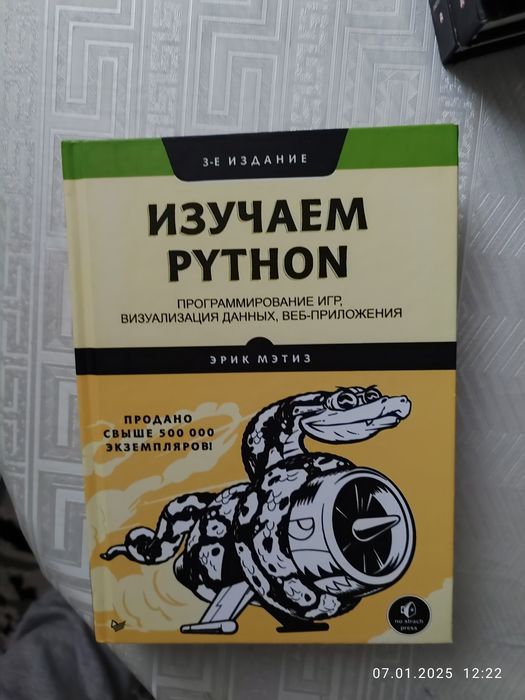 3-Е ИЗДАНИЕ
ИЗУЧАЕМ
PYTHON
ПРОГРАММИРОВАНИЕ ИГР,
ВИЗУАЛИЗАЦИЯ ДАННЫХ, ВЕБ-ПРИЛОЖЕНИЯ
ЭРИК МЭТИЗ
ПРОДАНО
СВЫШЕ 500 000
ЭКЗЕМПЛЯРОВ!
no starch
press
07.01.2025 12:22